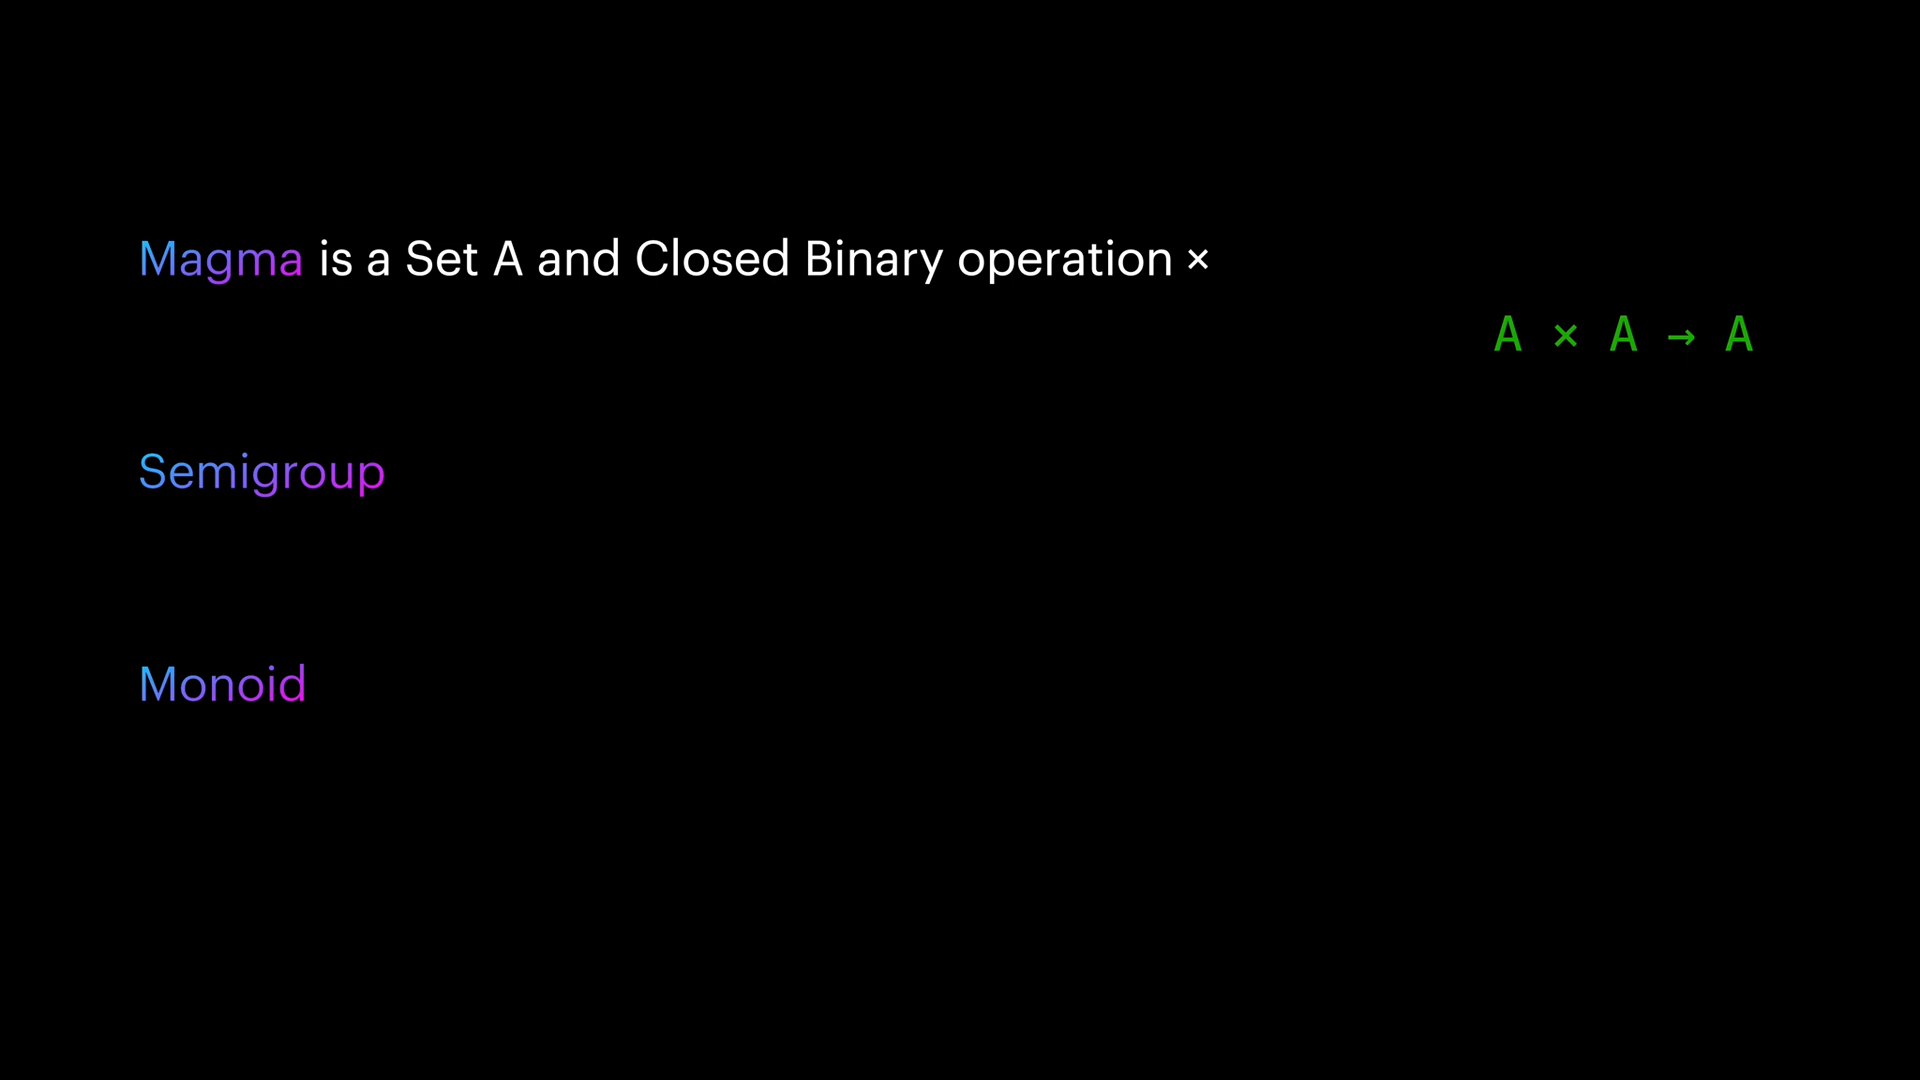 Magma is a Set A and Closed Binary operation ×
A × A → A
Semigroup
Monoid